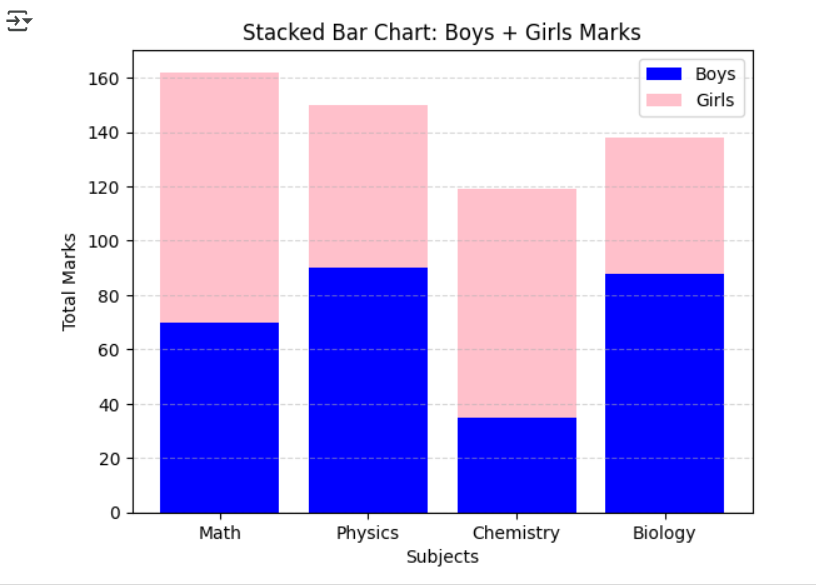 Stacked Bar Chart: Boys + Girls Marks
Boys
Girls
160
140
120
100
80
60
40
20
0
Total Marks
Math Physics Chemistry Biology
Subjects